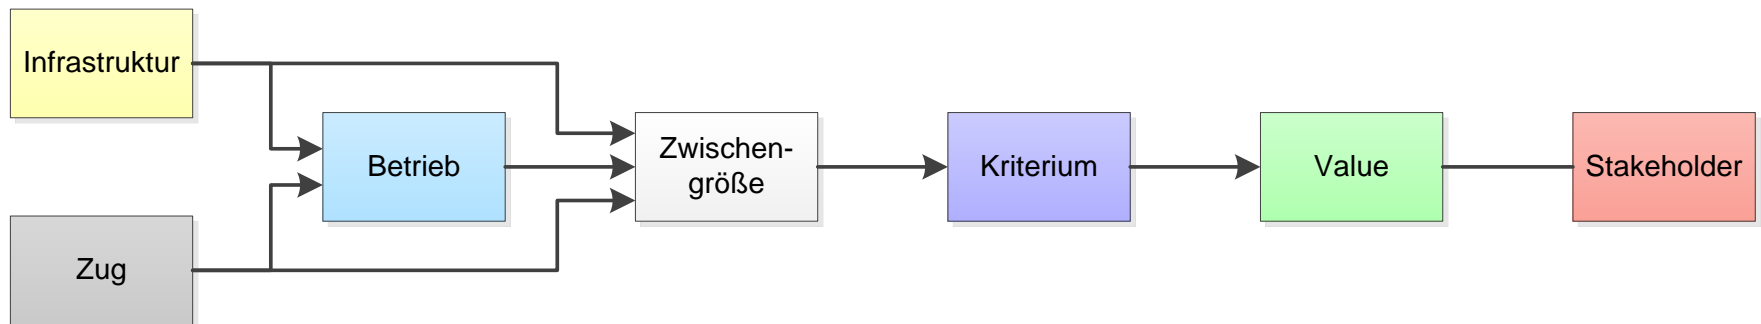 Infrastruktur
Betrieb
Zwischen-
größe
Kriterium
Value
Stakeholder
Zug